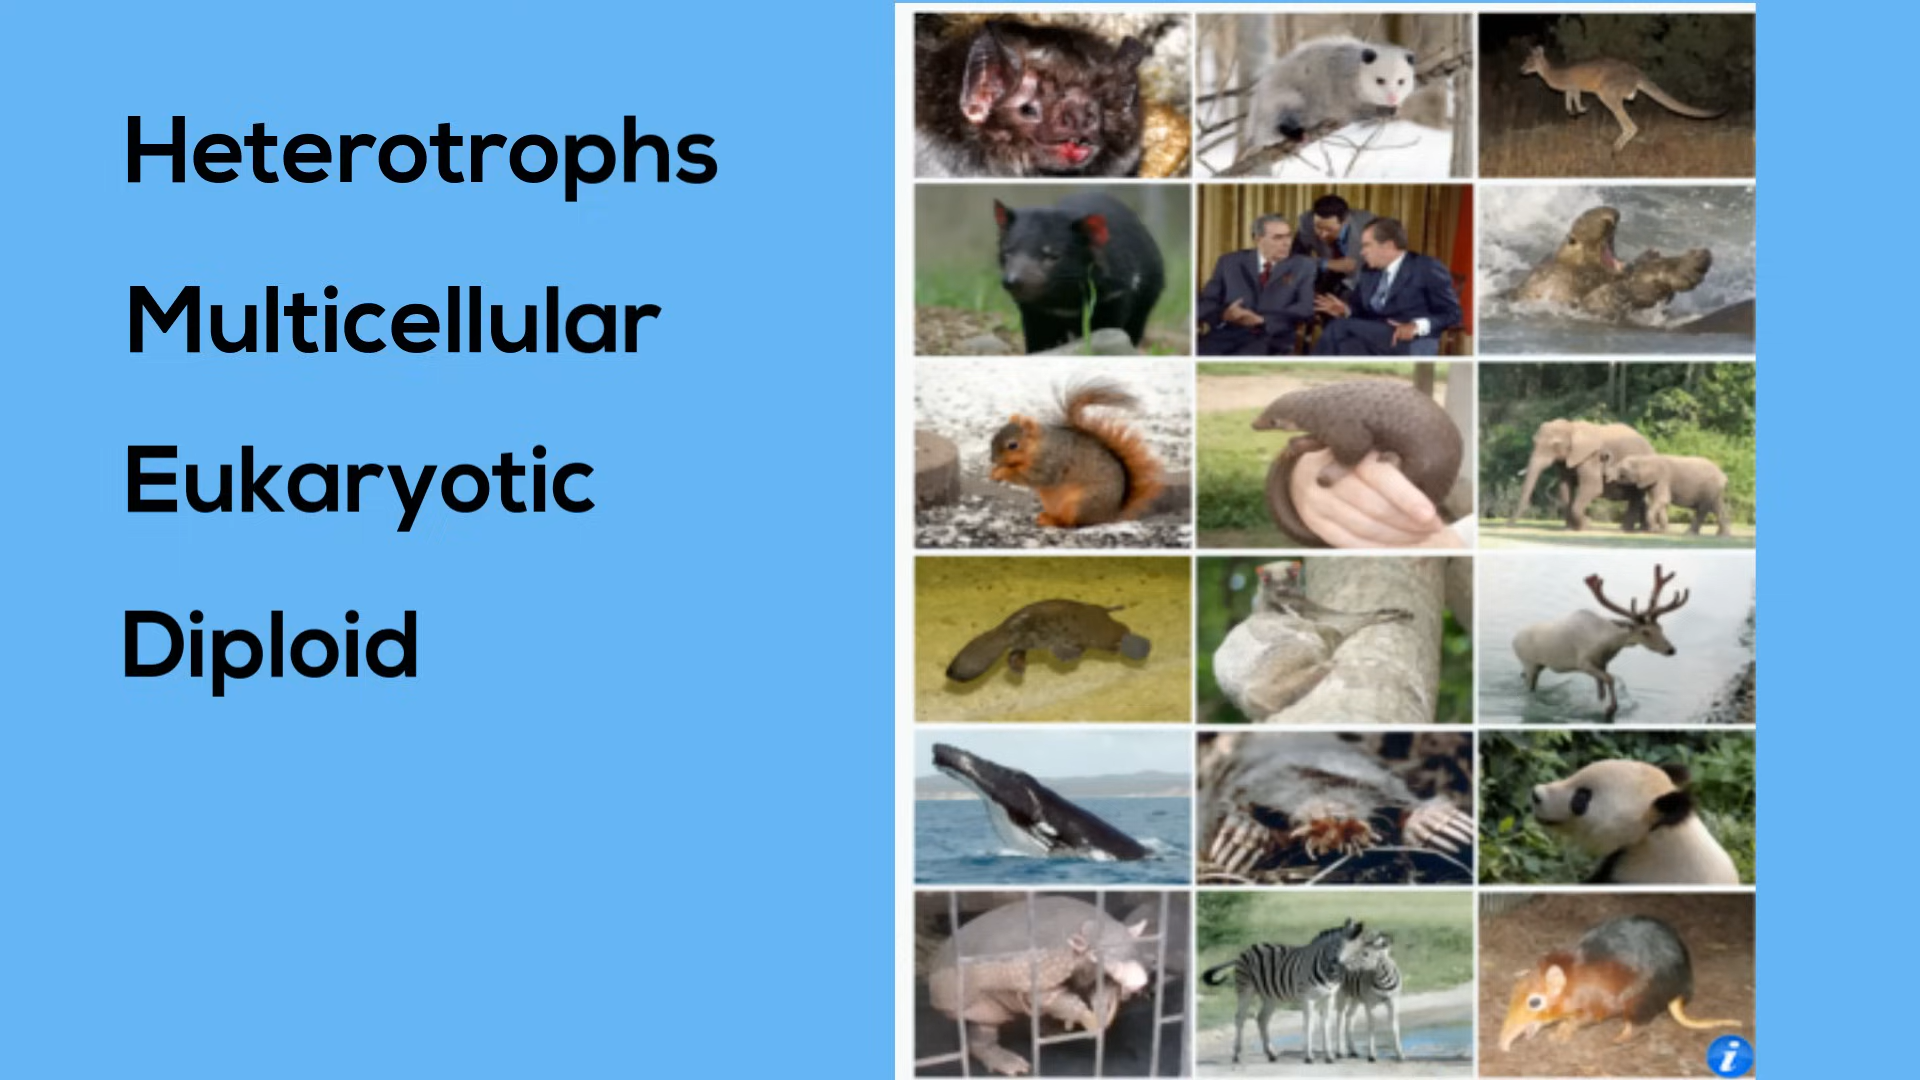 Heterotrophs
Multicellular
Eukaryotic
Diploid
i